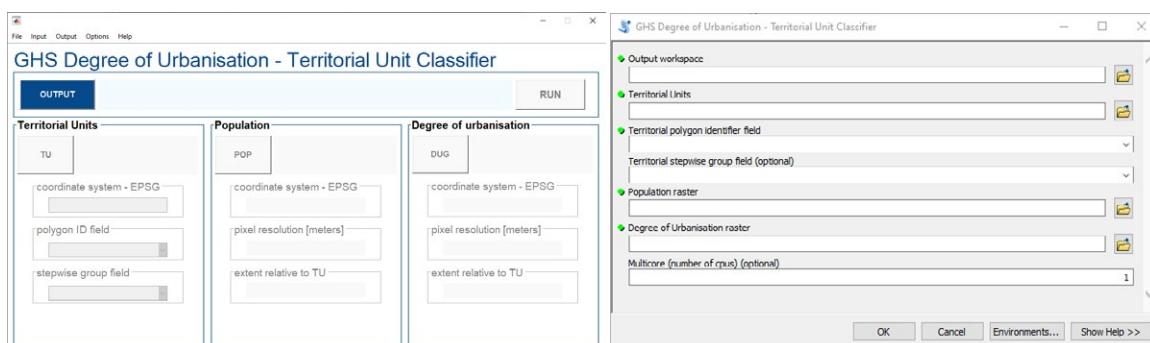 File Input Output Options Help
GHS Degree of Urbanisation - Territorial Unit Classifier
OUTPUT
RUN
Territorial Units
TU
coordinate system - EPSG
polygon ID field
stepwise group field
Population
POP
coordinate system - EPSG
pixel resolution [meters]
extent relative to TU
Degree of urbanisation
DUG
coordinate system - EPSG
pixel resolution [meters]
extent relative to TU
GHS Degree of Urbanisation - Territorial Unit Classifier
Output workspace
Territorial Units
Territorial polygon identifier field
Territorial stepwise group field (optional)
Population raster
Degree of Urbanisation raster
Multicore (number of cpus) (optional)
1
OK Cancel Environments... Show Help >>